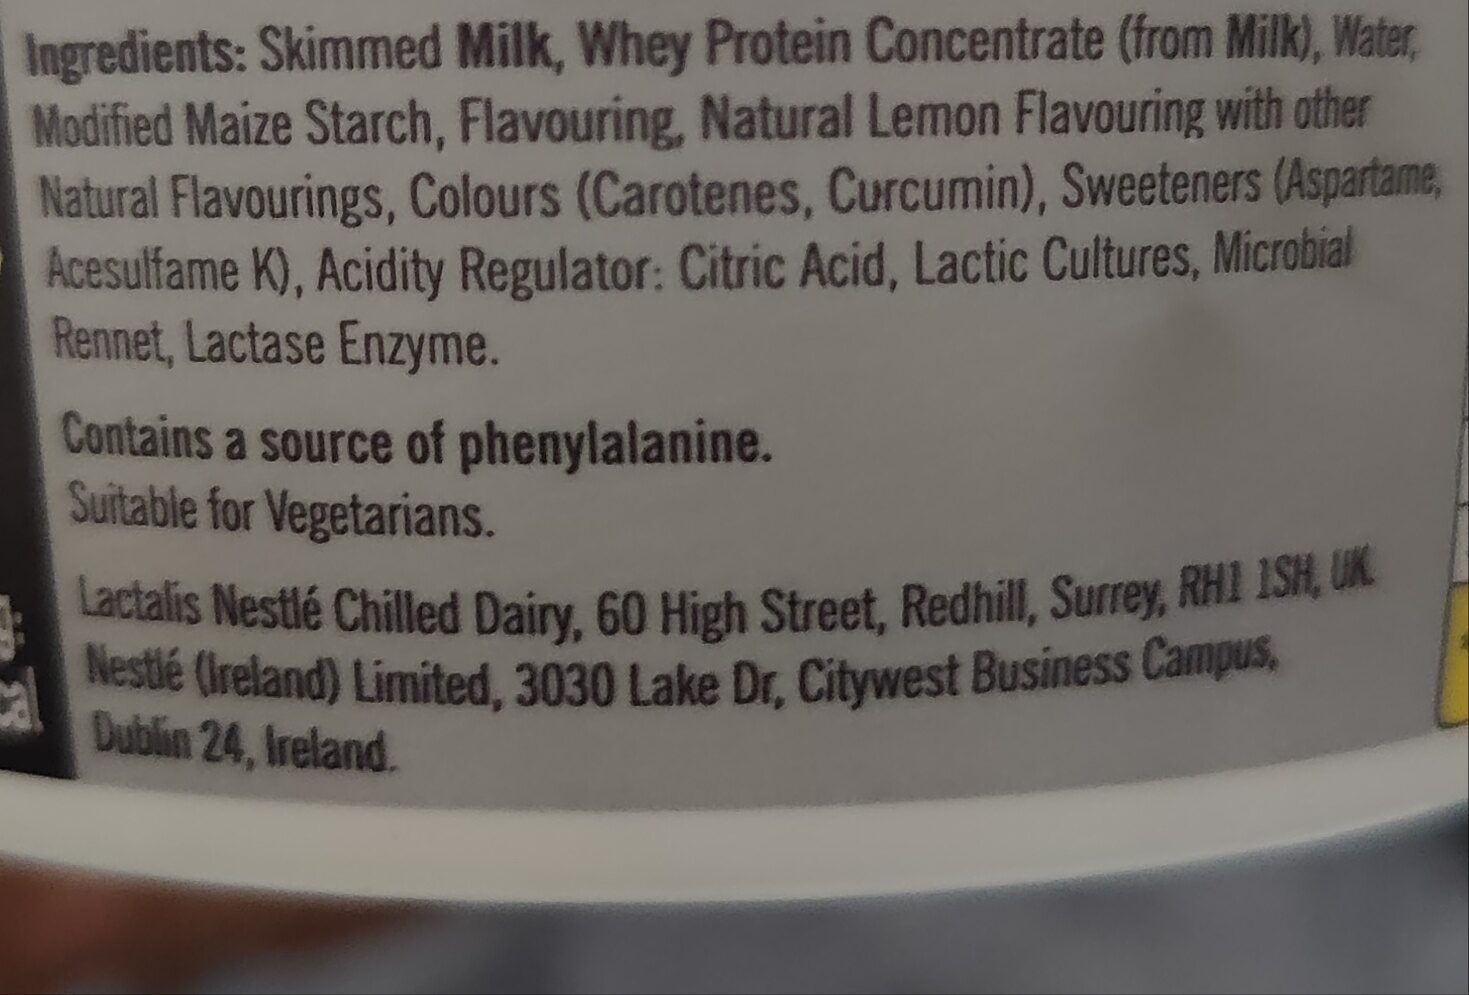 Ingredients: Skimmed Milk, Whey Protein Concentrate (from Milk), Water,
Modified Maize Starch, Flavouring, Natural Lemon Flavouring with other
Natural Flavourings, Colours (Carotenes, Curcumin), Sweeteners (Aspartame,
Acesulfame K), Acidity Regulator: Citric Acid, Lactic Cultures, Microbial
Rennet, Lactase Enzyme.
Contains a source of phenylalanine.
Suitable for Vegetarians.
Lactalis Nestlé Chilled Dairy, 60 High Street, Redhill, Surrey, RH1 1SH, UK.
Nestlé (Ireland) Limited, 3030 Lake Dr, Citywest Business Campus,
Dublin 24, Ireland.